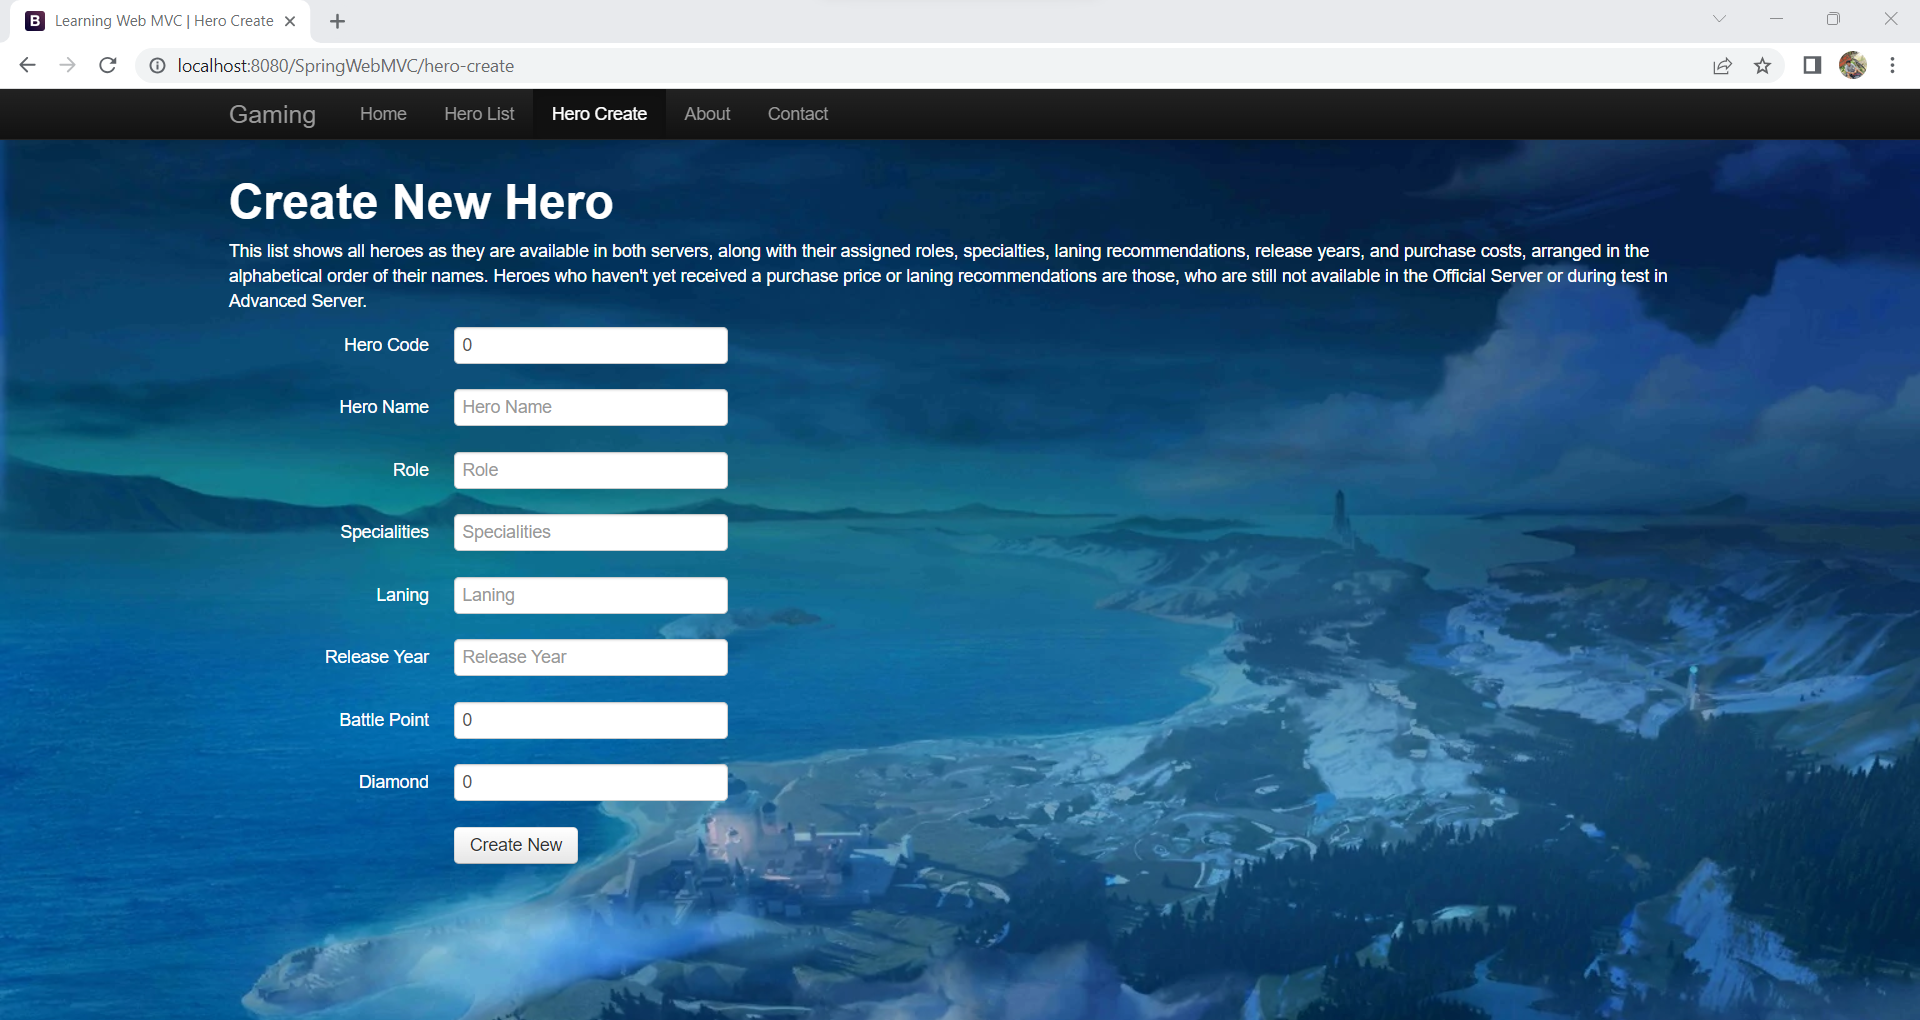 B Learning Web MVC | Hero Create
localhost:8080/SpringWebMVC/hero-create
Gaming Home Hero List Hero Create About Contact
Create New Hero
This list shows all heroes as they are available in both servers, along with their assigned roles, specialties, laning recommendations, release years, and purchase costs, arranged in the
alphabetical order of their names. Heroes who haven't yet received a purchase price or laning recommendations are those, who are still not available in the Official Server or during test in
Advanced Server.
Hero Code 0
Hero Name Hero Name
Role Role
Specialities Specialities
Laning Laning
Release Year Release Year
Battle Point 0
Diamond 0
Create New